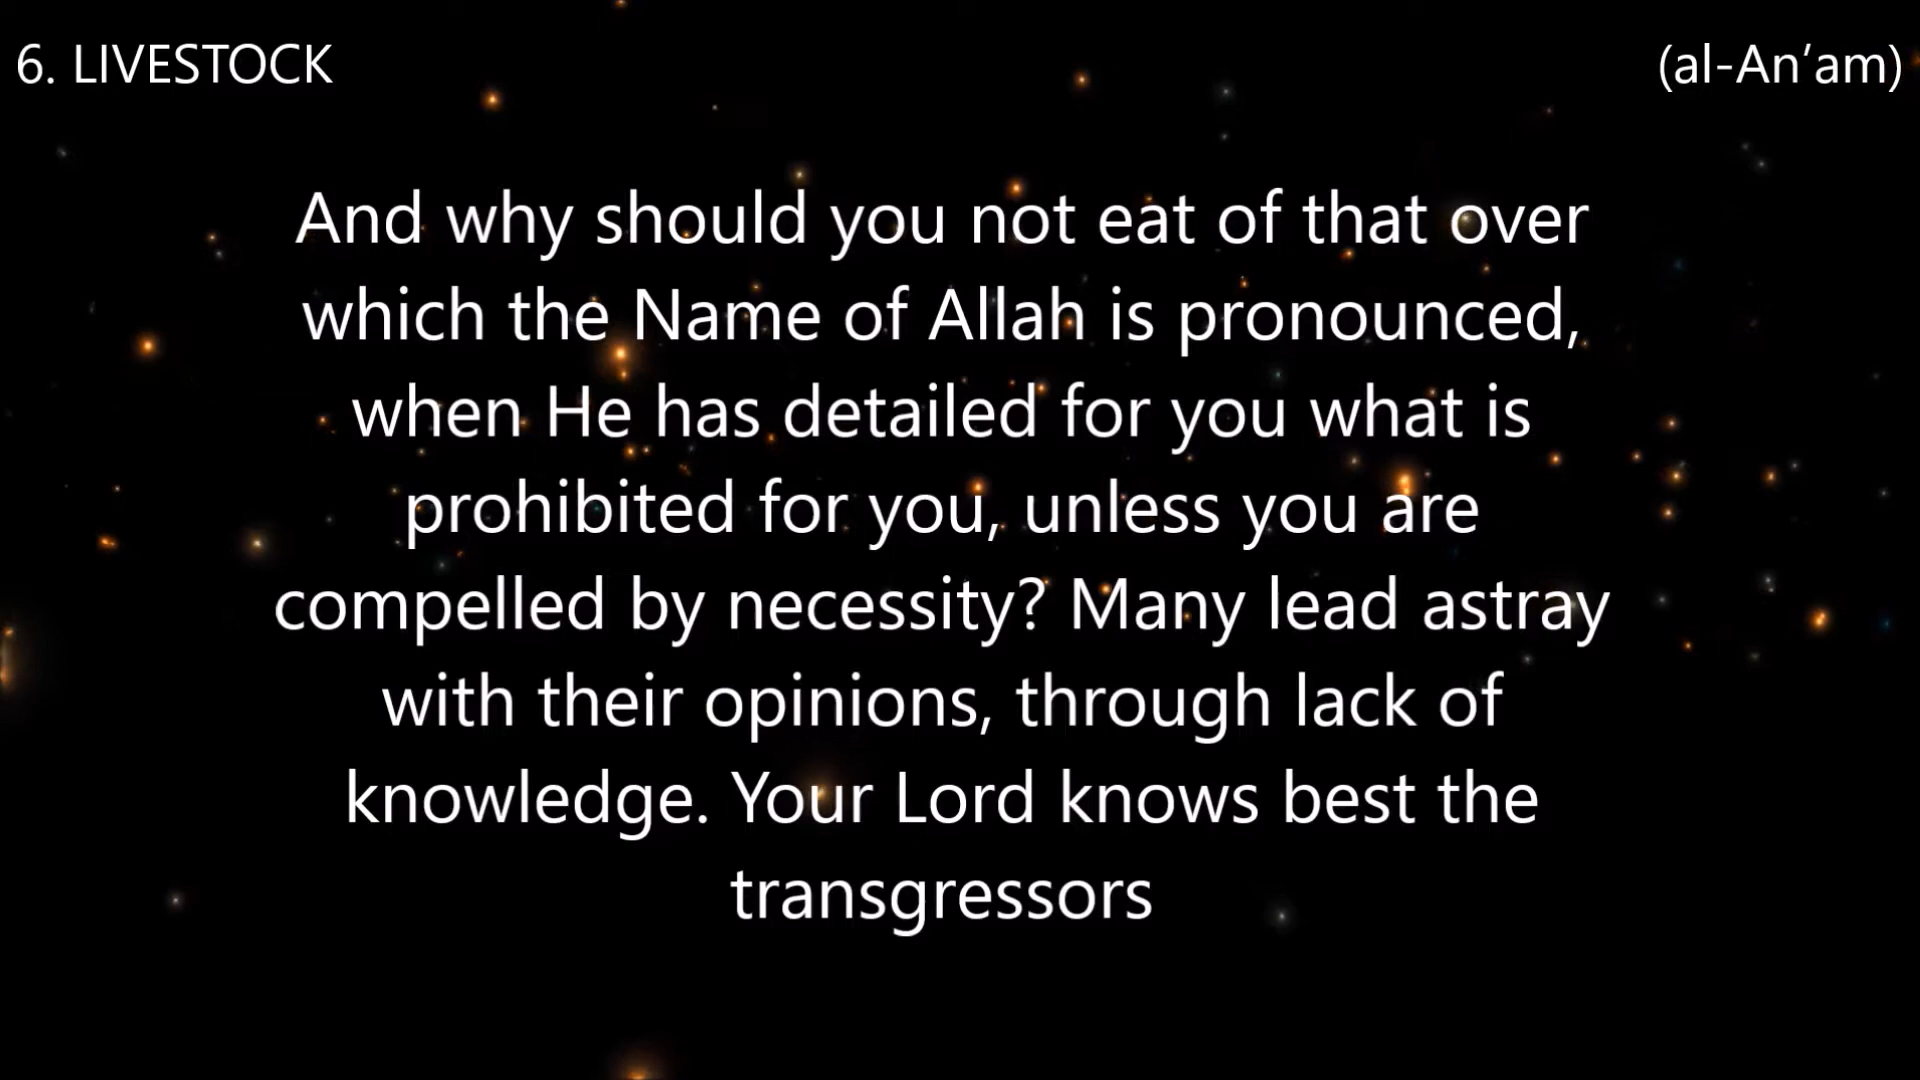 6. LIVESTOCK
(al-An’am)
And why should you not eat of that over
which the Name of Allah is pronounced,
when He has detailed for you what is
prohibited for you, unless you are
compelled by necessity? Many lead astray
with their opinions, through lack of
knowledge. Your Lord knows best the
transgressors